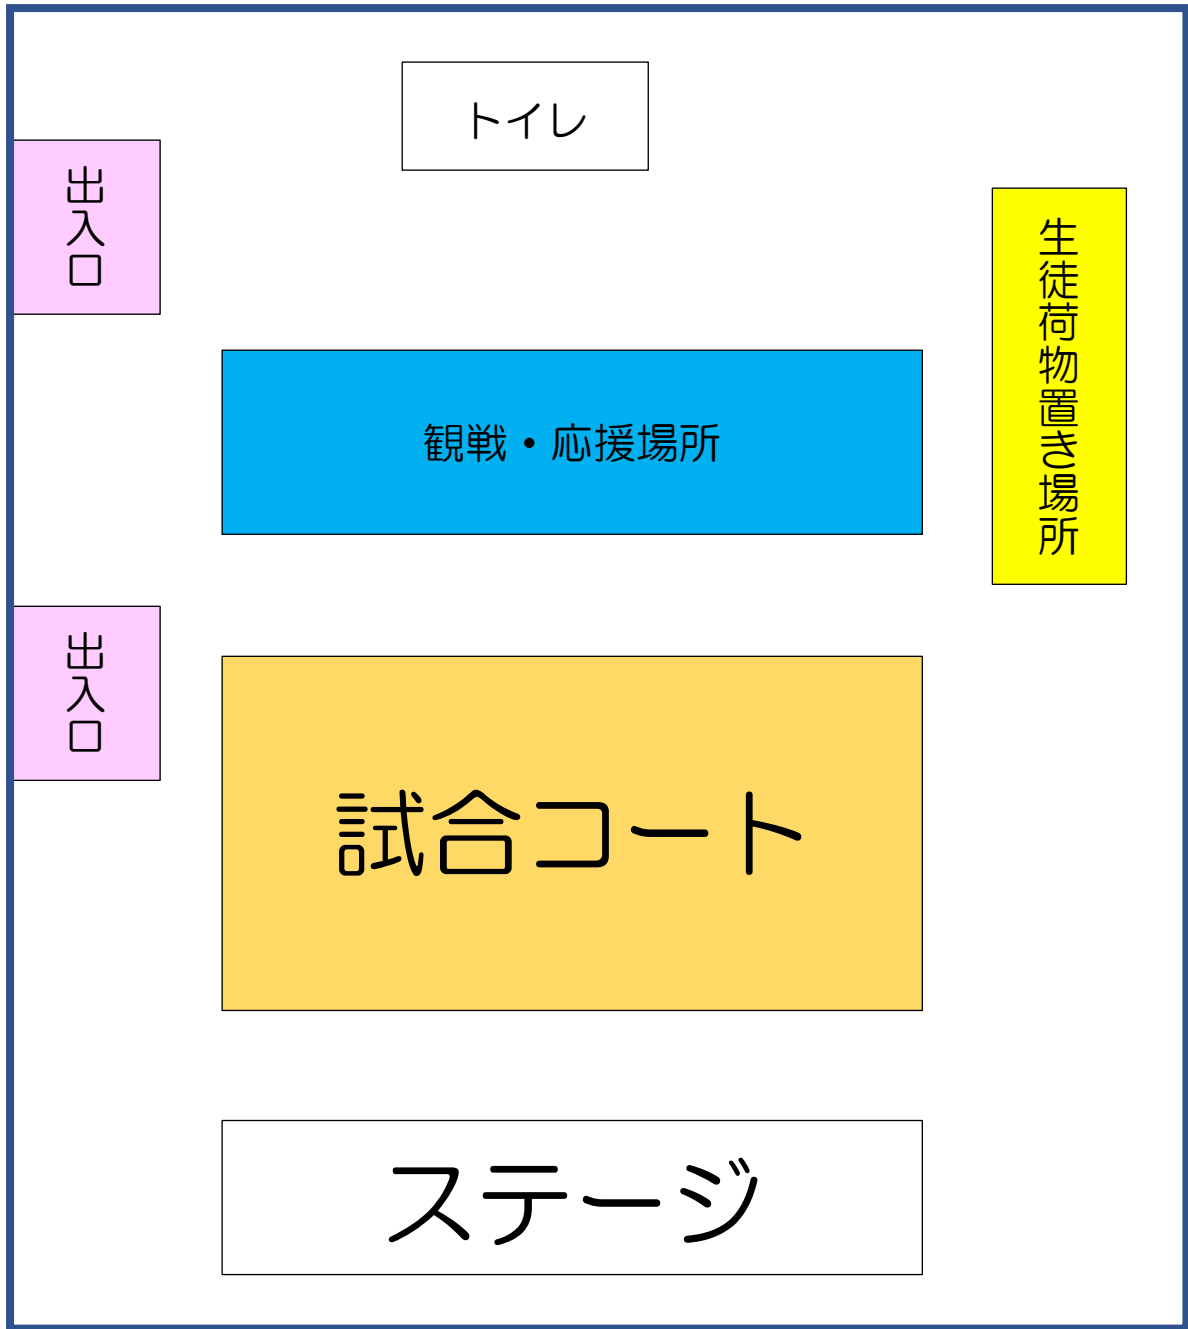 トイレ
出入口
生徒荷物置き場所
観戦・応援場所
出入口
試合コート
ステージ